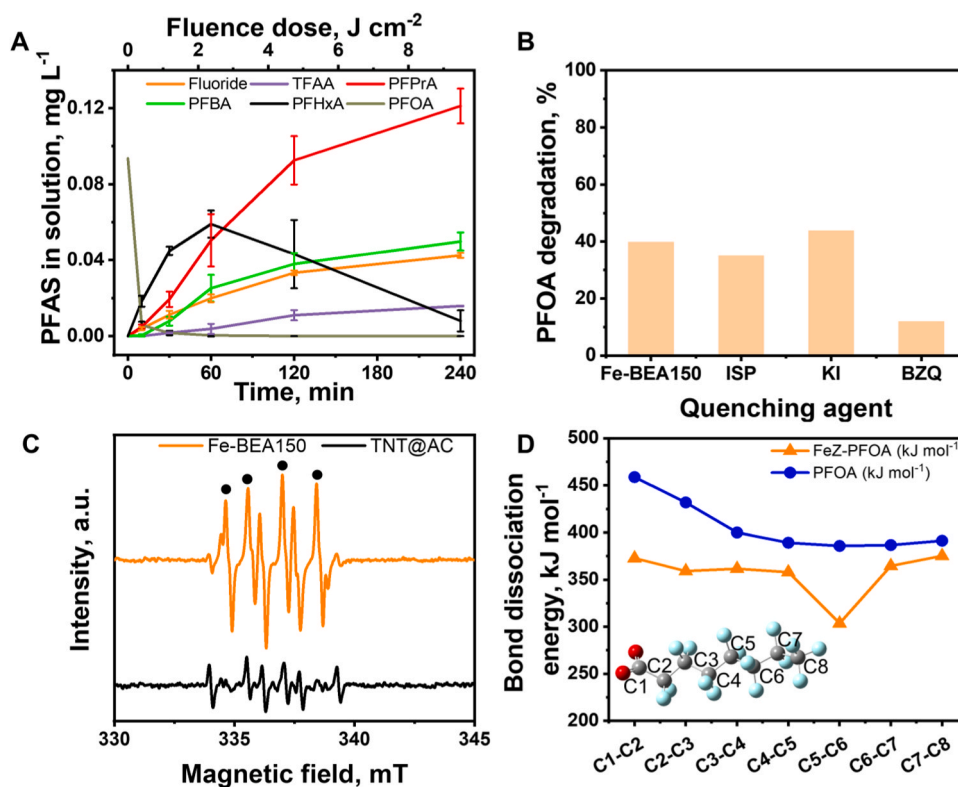 A
Fluence dose, J cm-2
0 2 4 6 8
Fluoride TFAA PFPrA
PFBA PFHxA PFOA
PFAS in solution, mg L-1
0.12
0.08
0.04
0.00
0 60 120 180 240
Time, min
B
PFOA degradation, %
100
80
60
40
20
0
Fe-BEA150 ISP KI BZQ
Quenching agent
C
Fe-BEA150 TNT@AC
Intensity, a.u.
330 335 340 345
Magnetic field, mT
D
FeZ-PFOA (kJ mol-1)
PFOA (kJ mol-1)
Bond dissociation
energy, kJ mol-1
500
450
400
350
300
250
200
C1 C2 C3 C4 C5 C6 C7 C8
C1-C2 C2-C3 C3-C4 C4-C5 C5-C6 C6-C7 C7-C8